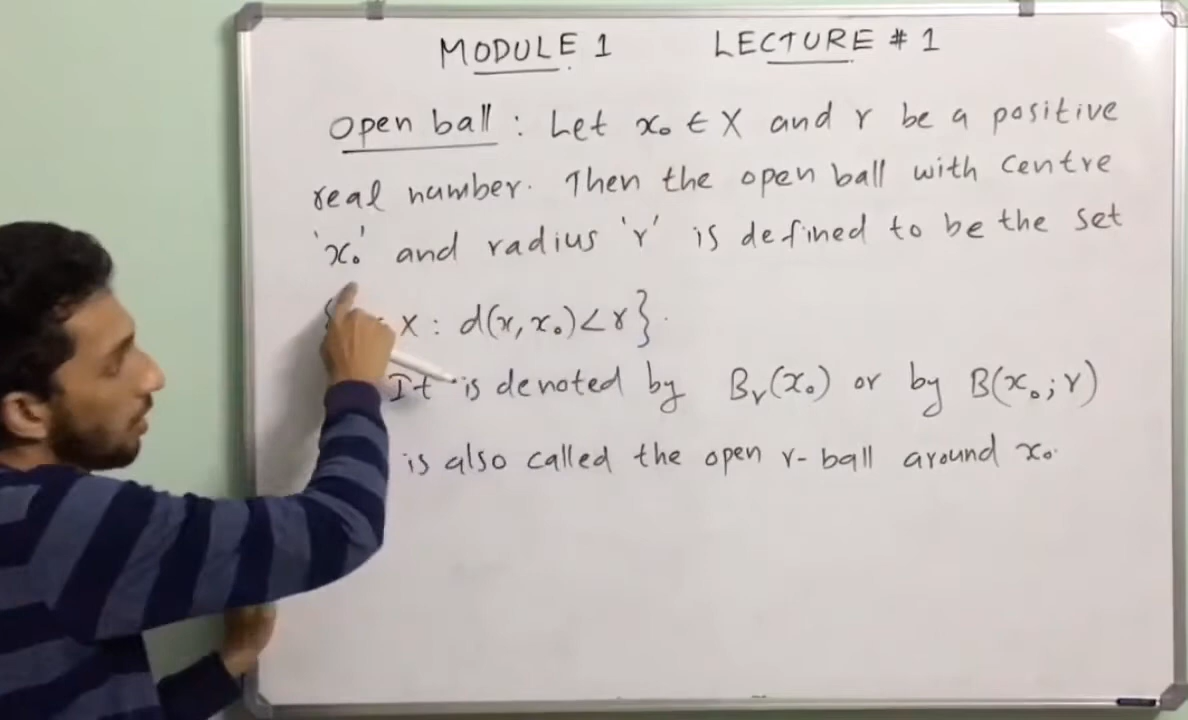 MODULE 1 LECTURE # 1
Open ball : Let x₀ ∈ X and r be a positive
real number. Then the open ball with centre
'x₀' and radius 'r' is defined to be the set
{ X : d(x, x₀) < r }.
It is denoted by Bᵣ(x₀) or by B(x₀; r)
is also called the open r-ball around x₀.